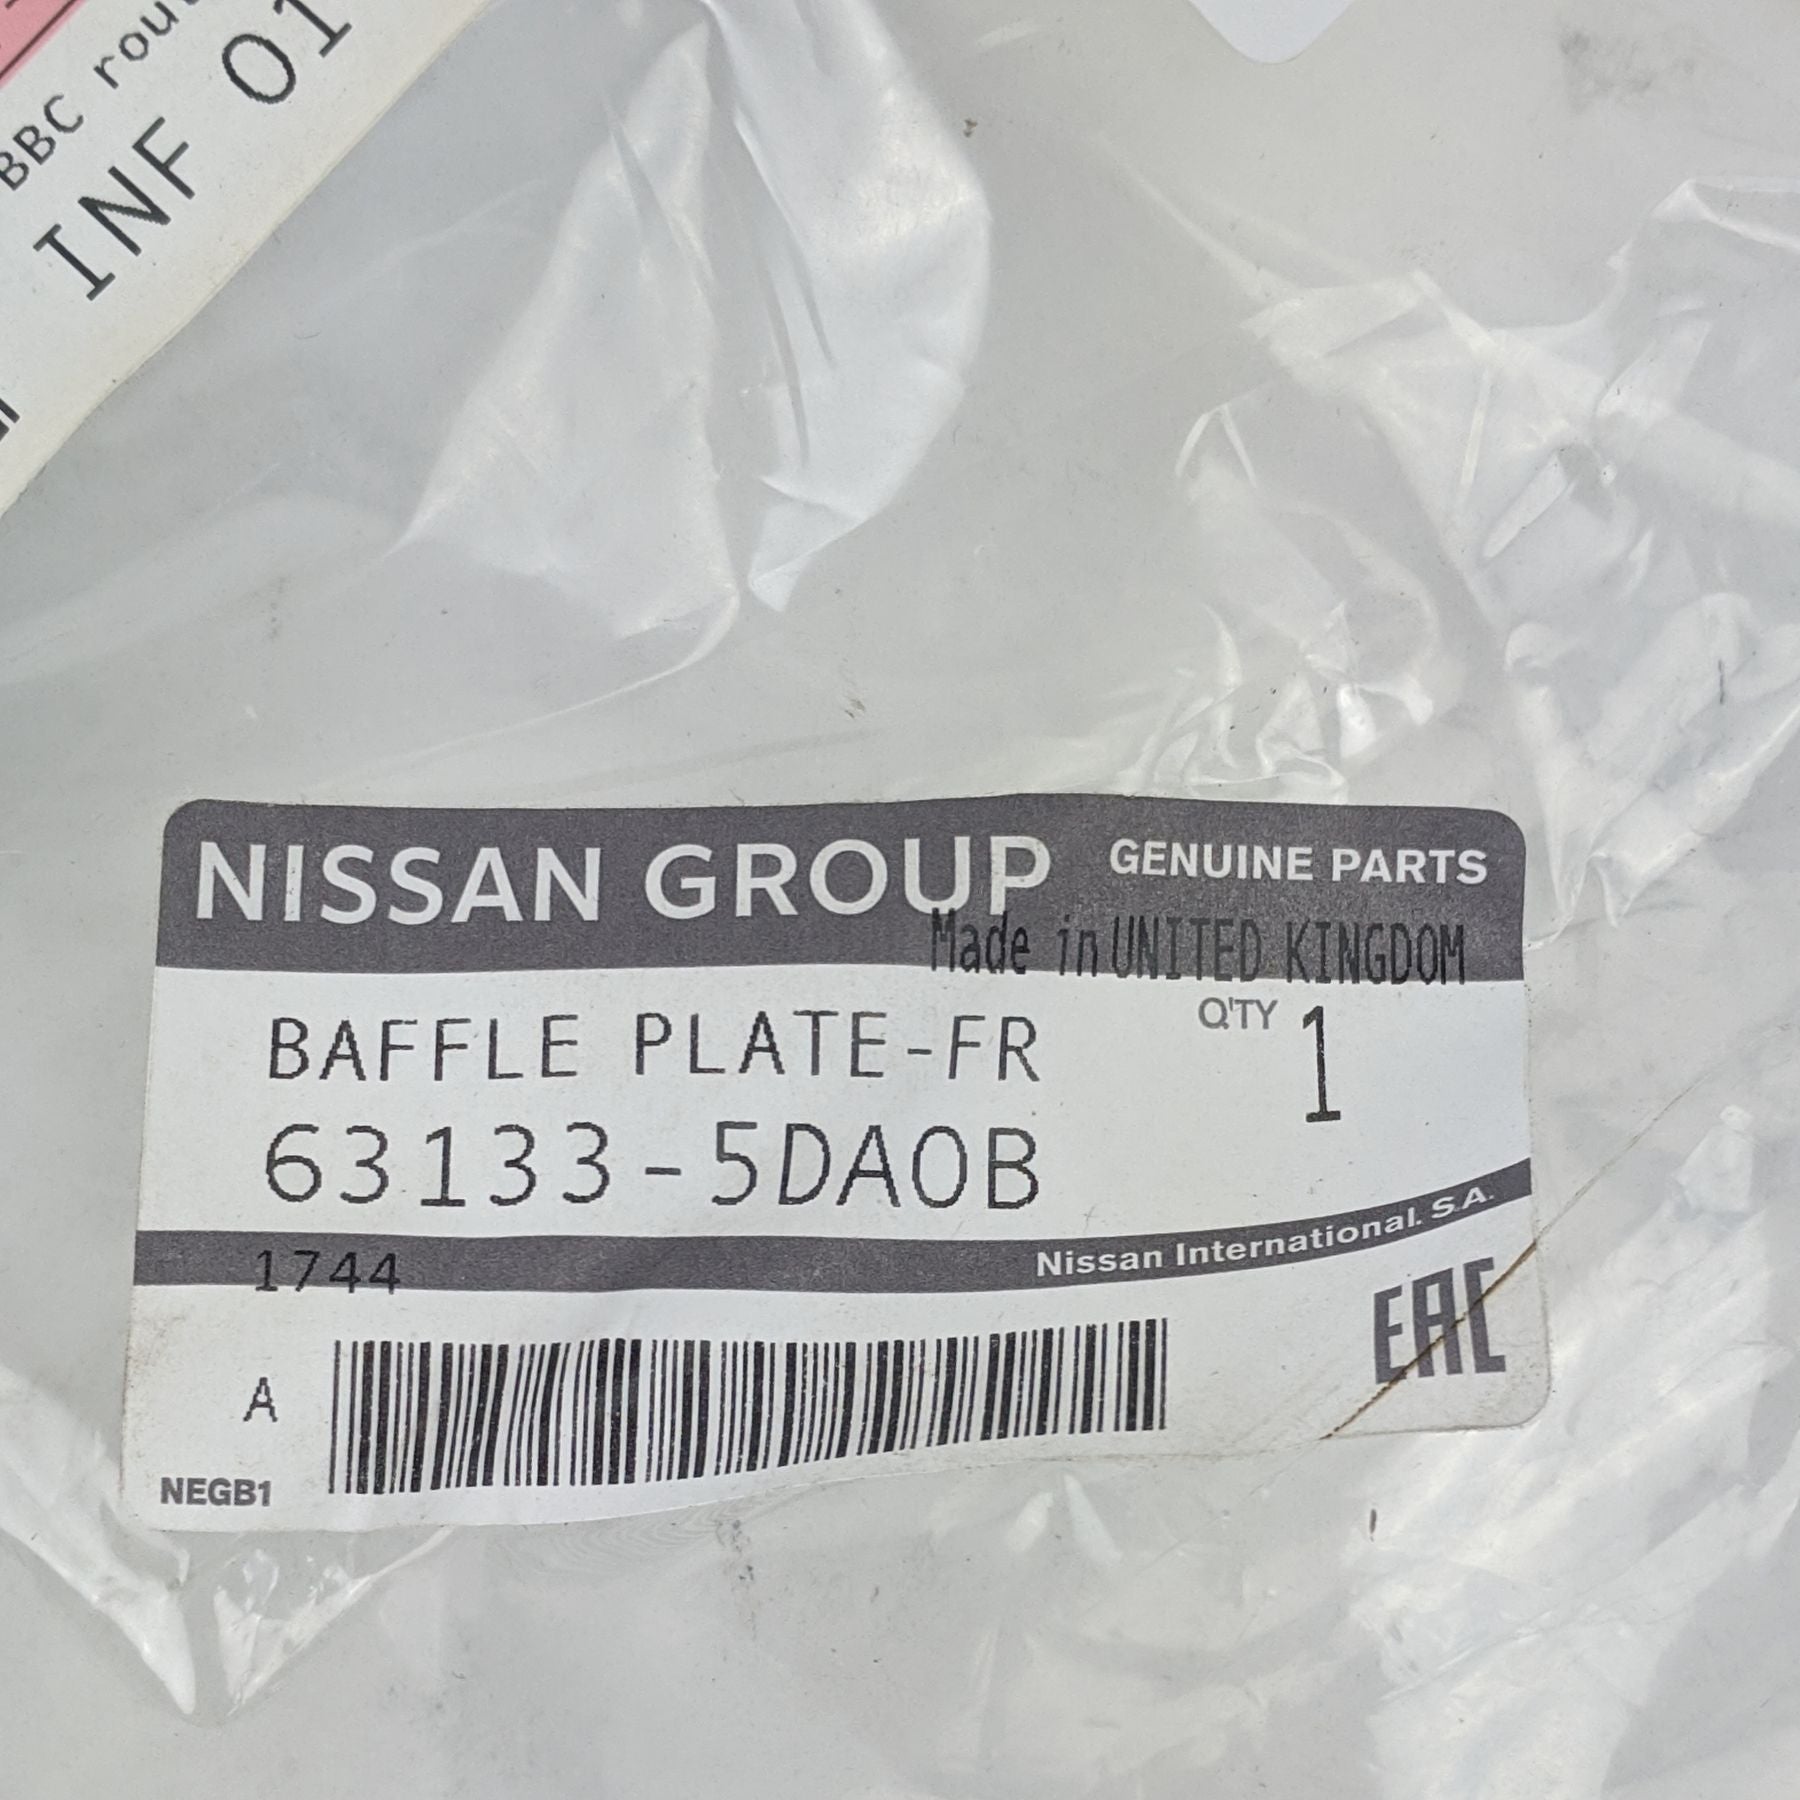 BBC rout
INF 01
NISSAN GROUP GENUINE PARTS
Made in UNITED KINGDOM
BAFFLE PLATE-FR Q'TY 1
63133-5DA0B
Nissan International. S.A.
1744
EAC
A
NEGB1